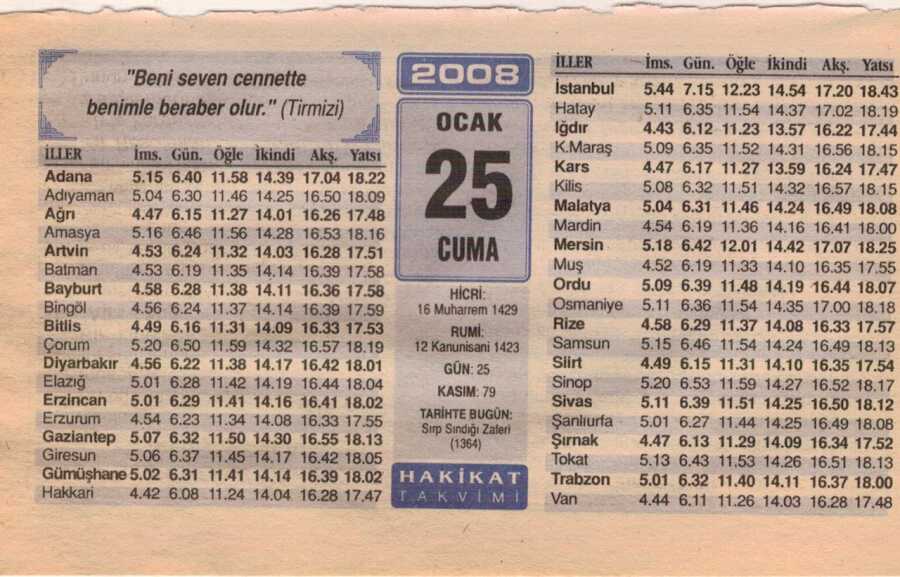 "Beni seven cennette
benimle beraber olur." (Tirmizi)
İLLER İms. Gün. Öğle İkindi Akş. Yatsı
Adana 5.15 6.40 11.58 14.39 17.04 18.22
Adıyaman 5.04 6.30 11.46 14.25 16.50 18.09
Ağrı 4.47 6.15 11.27 14.01 16.26 17.48
Amasya 5.16 6.46 11.56 14.28 16.53 18.16
Artvin 4.53 6.24 11.32 14.03 16.28 17.51
Batman 4.53 6.19 11.35 14.14 16.39 17.58
Bayburt 4.58 6.28 11.38 14.11 16.36 17.58
Bingöl 4.56 6.24 11.37 14.14 16.39 17.59
Bitlis 4.49 6.16 11.31 14.09 16.33 17.53
Çorum 5.20 6.50 11.59 14.32 16.57 18.19
Diyarbakır 4.56 6.22 11.38 14.17 16.42 18.01
Elazığ 5.01 6.28 11.42 14.19 16.44 18.04
Erzincan 5.01 6.29 11.41 14.16 16.41 18.02
Erzurum 4.54 6.23 11.34 14.08 16.33 17.55
Gaziantep 5.07 6.32 11.50 14.30 16.55 18.13
Giresun 5.06 6.37 11.45 14.17 16.42 18.05
Gümüşhane 5.02 6.31 11.41 14.14 16.39 18.02
Hakkari 4.42 6.08 11.24 14.04 16.28 17.47
2008
OCAK
25
CUMA
HİCRİ:
16 Muharrem 1429
RUMİ:
12 Kanunisani 1423
GÜN: 25
KASIM: 79
TARİHTE BUGÜN:
Sırp Sındığı Zaferi
(1364)
HAKİKAT
TAKVİMİ
İLLER İms. Gün. Öğle İkindi Akş. Yatsı
İstanbul 5.44 7.15 12.23 14.54 17.20 18.43
Hatay 5.11 6.35 11.54 14.37 17.02 18.19
Iğdır 4.43 6.12 11.23 13.57 16.22 17.44
K.Maraş 5.09 6.35 11.52 14.31 16.56 18.15
Kars 4.47 6.17 11.27 13.59 16.24 17.47
Kilis 5.08 6.32 11.51 14.32 16.57 18.15
Malatya 5.04 6.31 11.46 14.24 16.49 18.08
Mardin 4.54 6.19 11.36 14.16 16.41 18.00
Mersin 5.18 6.42 12.01 14.42 17.07 18.25
Muş 4.52 6.19 11.33 14.10 16.35 17.55
Ordu 5.09 6.39 11.48 14.19 16.44 18.07
Osmaniye 5.11 6.36 11.54 14.35 17.00 18.18
Rize 4.58 6.29 11.37 14.08 16.33 17.57
Samsun 5.15 6.46 11.54 14.24 16.49 18.13
Siirt 4.49 6.15 11.31 14.10 16.35 17.54
Sinop 5.20 6.53 11.59 14.27 16.52 18.17
Sivas 5.11 6.39 11.51 14.25 16.50 18.12
Şanlıurfa 5.01 6.27 11.44 14.25 16.49 18.08
Şırnak 4.47 6.13 11.29 14.09 16.34 17.52
Tokat 5.13 6.43 11.53 14.26 16.51 18.13
Trabzon 5.01 6.32 11.40 14.11 16.37 18.00
Van 4.44 6.11 11.26 14.03 16.28 17.48